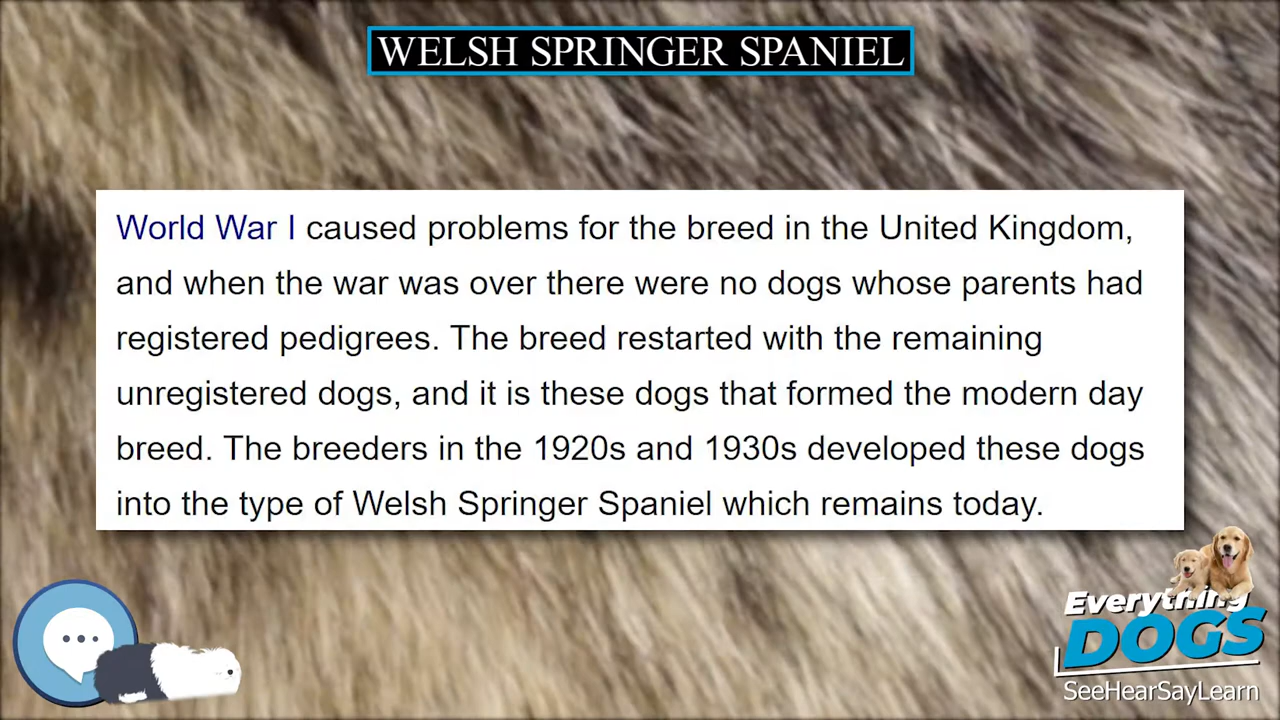 WELSH SPRINGER SPANIEL
World War I caused problems for the breed in the United Kingdom,
and when the war was over there were no dogs whose parents had
registered pedigrees. The breed restarted with the remaining
unregistered dogs, and it is these dogs that formed the modern day
breed. The breeders in the 1920s and 1930s developed these dogs
into the type of Welsh Springer Spaniel which remains today.
Everything
DOGS
SeeHearSayLearn